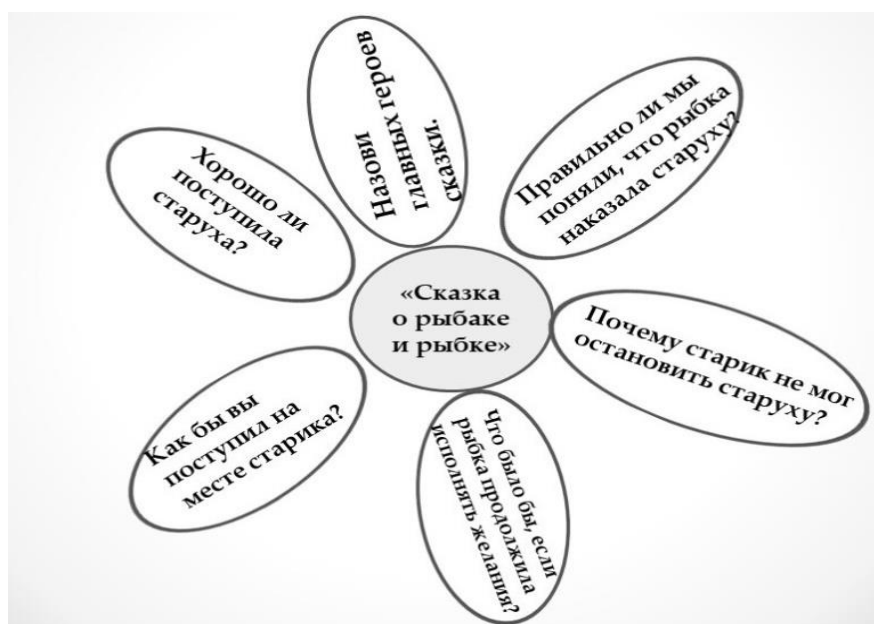 Назови
главных героев
сказки.
Правильно ли мы
поняли, что рыбка
наказала старуху?
Почему старик не мог
остановить старуху?
Что было бы, если
рыбка продолжила
исполнять желания?
Как бы вы
поступил на
месте старика?
Хорошо ли
поступила
старуха?
«Сказка
о рыбаке
и рыбке»